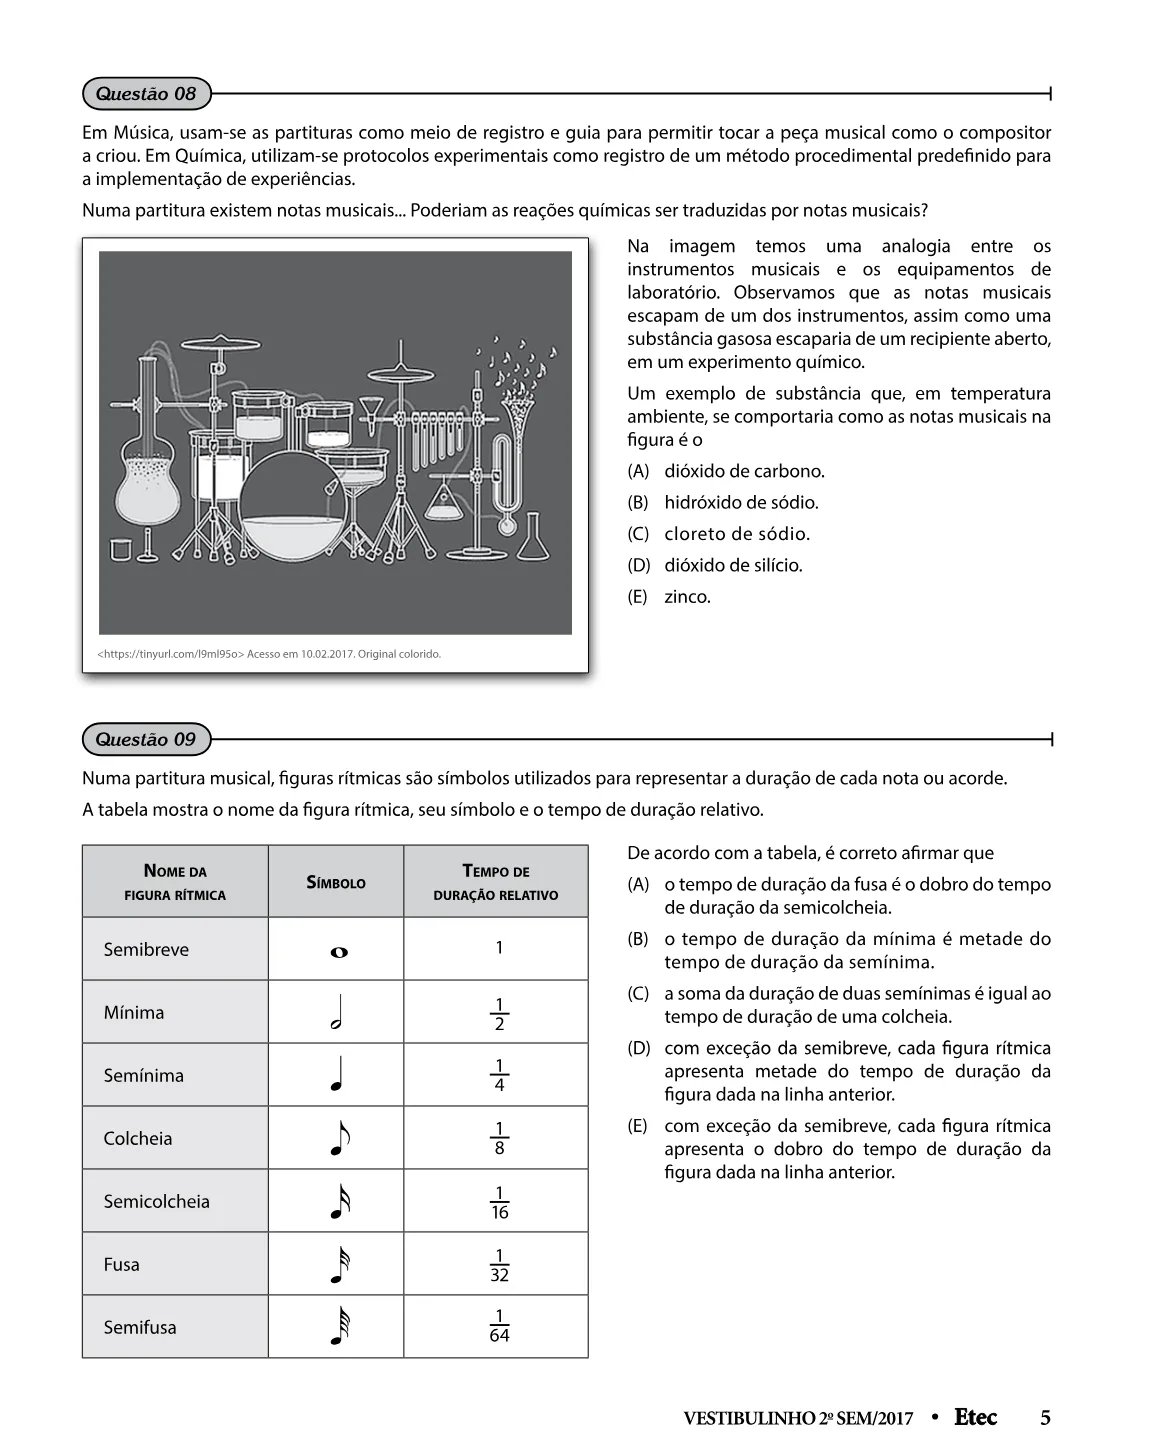 Questão 08
Em Música, usam-se as partituras como meio de registro e guia para permitir tocar a peça musical como o compositor
a criou. Em Química, utilizam-se protocolos experimentais como registro de um método procedimental predefinido para
a implementação de experiências.
Numa partitura existem notas musicais... Poderiam as reações químicas ser traduzidas por notas musicais?
<https://tinyurl.com/l9ml95o> Acesso em 10.02.2017. Original colorido.
Na imagem temos uma analogia entre os
instrumentos musicais e os equipamentos de
laboratório. Observamos que as notas musicais
escapam de um dos instrumentos, assim como uma
substância gasosa escaparia de um recipiente aberto,
em um experimento químico.
Um exemplo de substância que, em temperatura
ambiente, se comportaria como as notas musicais na
figura é o
(A) dióxido de carbono.
(B) hidróxido de sódio.
(C) cloreto de sódio.
(D) dióxido de silício.
(E) zinco.
Questão 09
Numa partitura musical, figuras rítmicas são símbolos utilizados para representar a duração de cada nota ou acorde.
A tabela mostra o nome da figura rítmica, seu símbolo e o tempo de duração relativo.
Nome da
figura rítmica
Símbolo
Tempo de
duração relativo
Semibreve 1
Mínima 1/2
Semínima 1/4
Colcheia 1/8
Semicolcheia 1/16
Fusa 1/32
Semifusa 1/64
De acordo com a tabela, é correto afirmar que
(A) o tempo de duração da fusa é o dobro do tempo
de duração da semicolcheia.
(B) o tempo de duração da mínima é metade do
tempo de duração da semínima.
(C) a soma da duração de duas semínimas é igual ao
tempo de duração de uma colcheia.
(D) com exceção da semibreve, cada figura rítmica
apresenta metade do tempo de duração da
figura dada na linha anterior.
(E) com exceção da semibreve, cada figura rítmica
apresenta o dobro do tempo de duração da
figura dada na linha anterior.
VESTIBULINHO 2º SEM/2017 • Etec 5